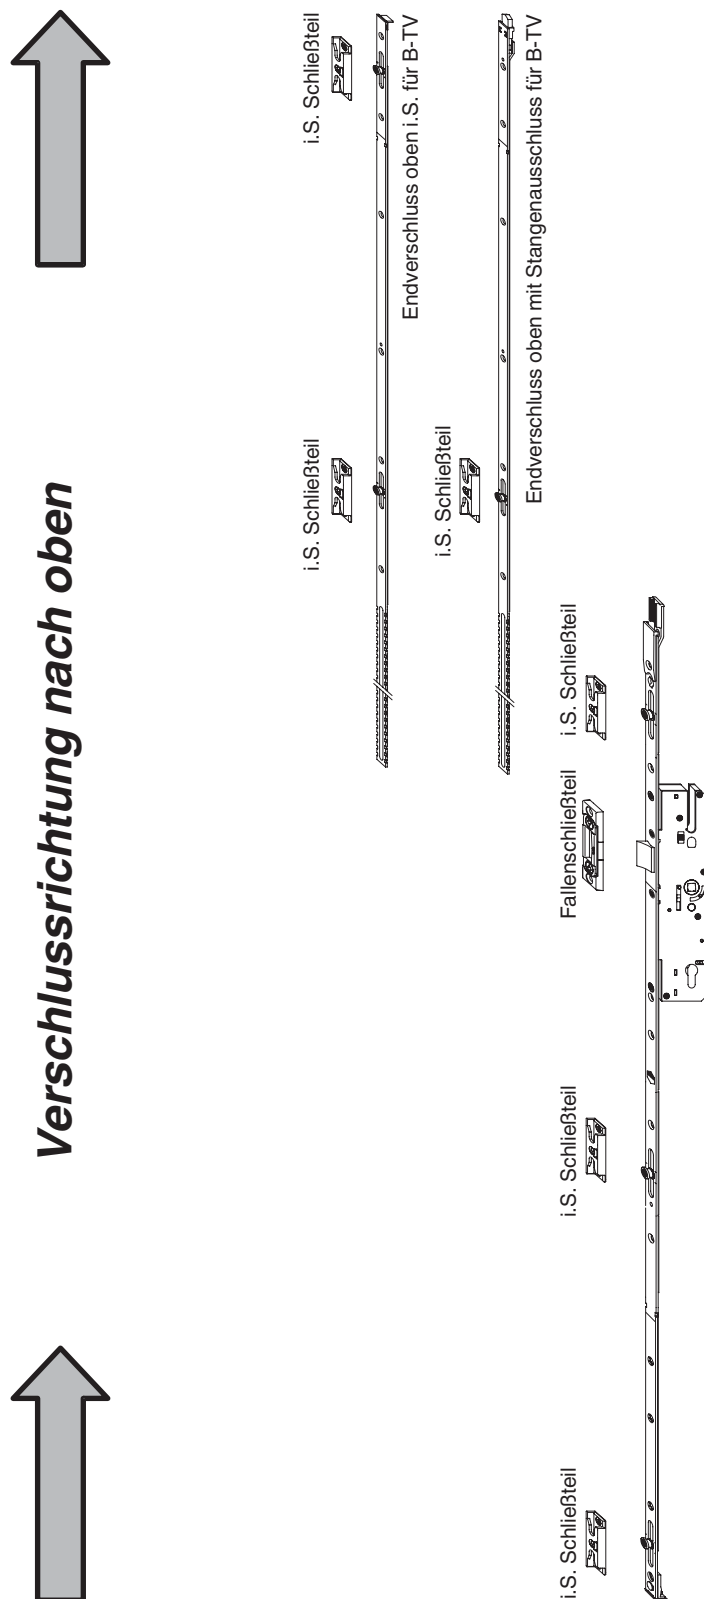 Verschlussrichtung nach oben
i.S. Schließteil
i.S. Schließteil
Endverschluss oben i.S. für B-TV
i.S. Schließteil
Endverschluss oben mit Stangenausschluss für B-TV
i.S. Schließteil
Fallenschließteil
i.S. Schließteil
i.S. Schließteil